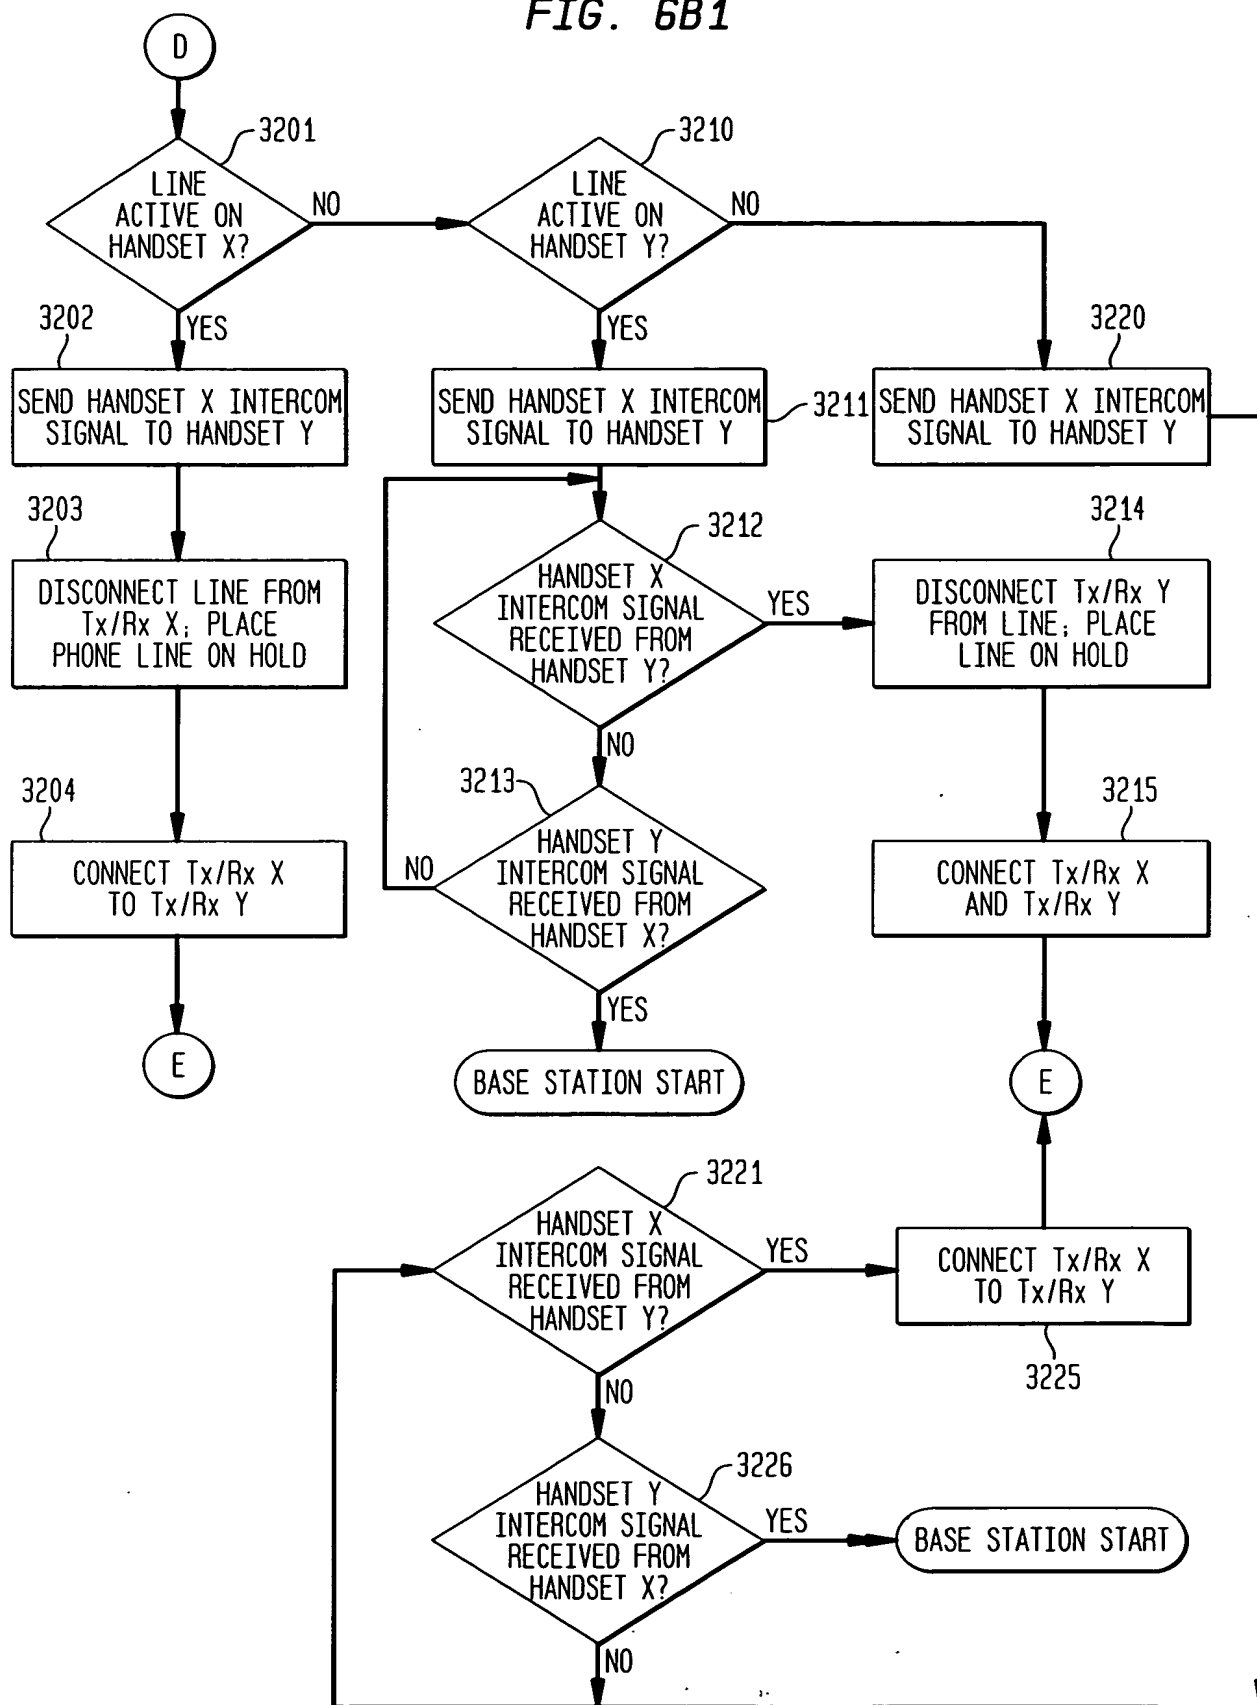 FIG. 6B1
D
3201
LINE
ACTIVE ON
HANDSET X?
NO
YES
3210
LINE
ACTIVE ON
HANDSET Y?
NO
YES
3202
SEND HANDSET X INTERCOM
SIGNAL TO HANDSET Y
3211
SEND HANDSET X INTERCOM
SIGNAL TO HANDSET Y
3220
SEND HANDSET X INTERCOM
SIGNAL TO HANDSET Y
3203
DISCONNECT LINE FROM
Tx/Rx X; PLACE
PHONE LINE ON HOLD
3212
HANDSET X
INTERCOM SIGNAL
RECEIVED FROM
HANDSET Y?
YES
NO
3214
DISCONNECT Tx/Rx Y
FROM LINE; PLACE
LINE ON HOLD
3204
CONNECT Tx/Rx X
TO Tx/Rx Y
3213
HANDSET Y
INTERCOM SIGNAL
RECEIVED FROM
HANDSET X?
NO
YES
3215
CONNECT Tx/Rx X
AND Tx/Rx Y
E
BASE STATION START
E
3221
HANDSET X
INTERCOM SIGNAL
RECEIVED FROM
HANDSET Y?
YES
NO
CONNECT Tx/Rx X
TO Tx/Rx Y
3225
3226
HANDSET Y
INTERCOM SIGNAL
RECEIVED FROM
HANDSET X?
YES
NO
BASE STATION START